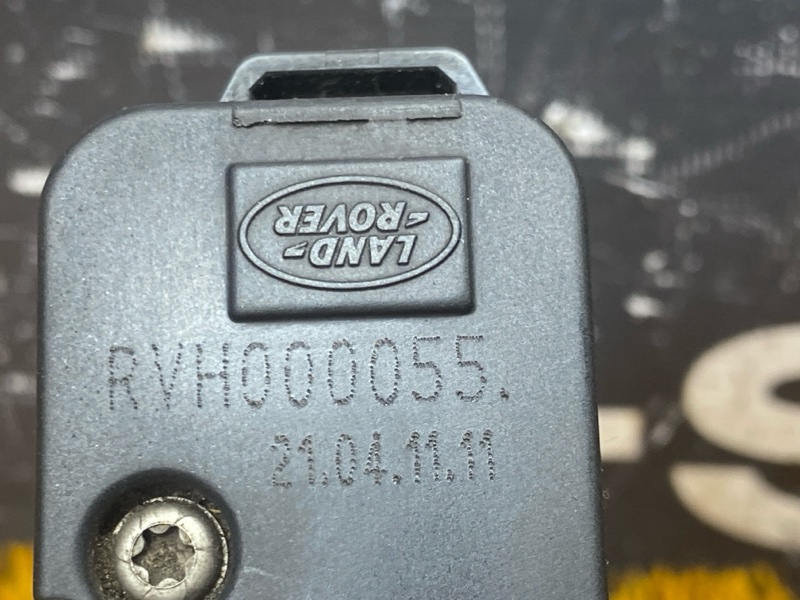 LAND-
-ROVER
RVH000055.
21.04.11.11
-S